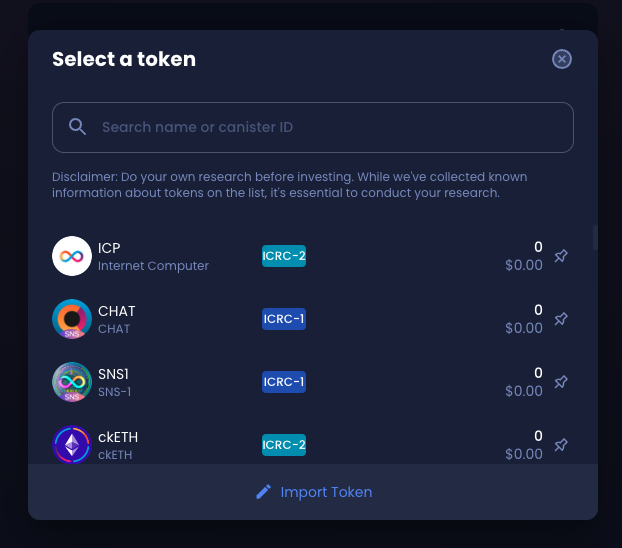 Select a token
Search name or canister ID
Disclaimer: Do your own research before investing. While we've collected known
information about tokens on the list, it's essential to conduct your research.
ICP
Internet Computer
ICRC-2
0
$0.00
SNS
CHAT
CHAT
ICRC-1
0
$0.00
SNS
SNS1
SNS-1
ICRC-1
0
$0.00
ckETH
ckETH
ICRC-2
0
$0.00
Import Token